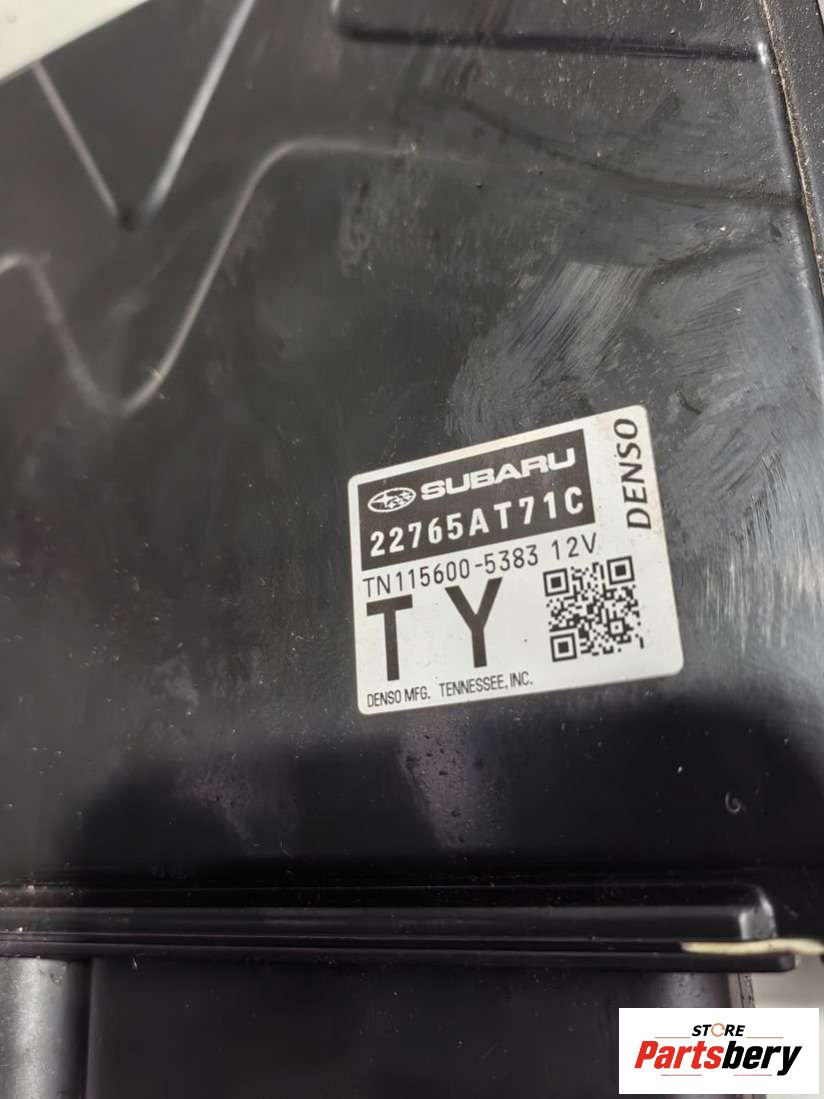 SUBARU
22765AT71C
DENSO
TN115600-5383 12V
TY
DENSO MFG. TENNESSEE, INC.
STORE
Partsbery